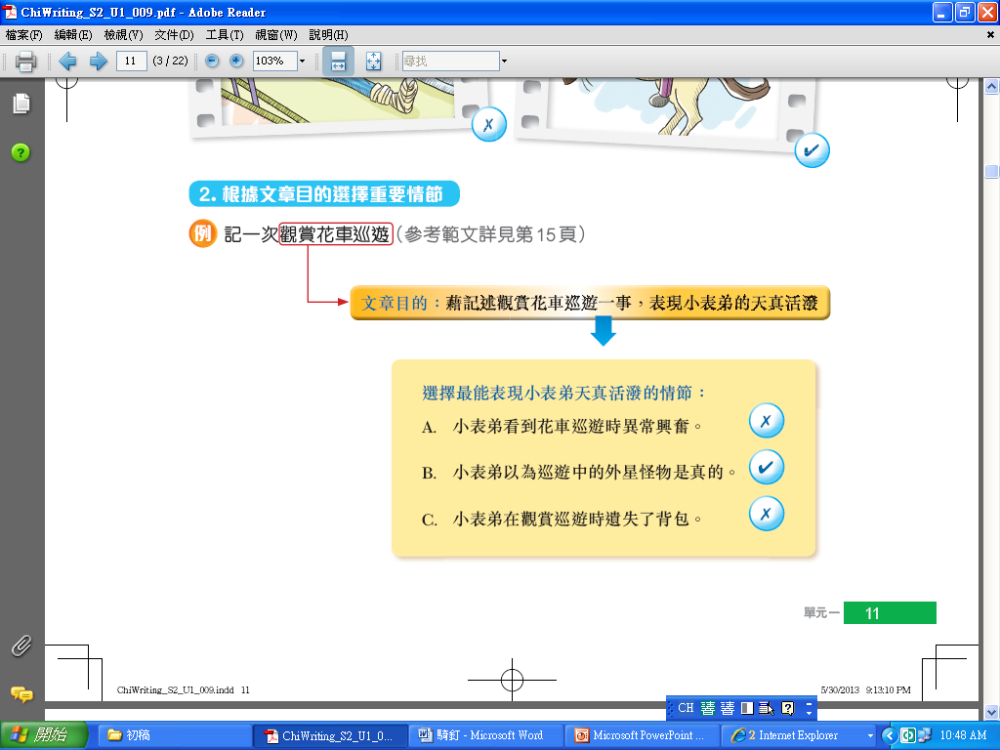 ChiWriting_S2_U1_009.pdf - Adobe Reader
檔案(F) 編輯(E) 檢視(V) 文件(D) 工具(T) 視窗(W) 說明(H)
11 (3 / 22) 103% 尋找
2. 根據文章目的選擇重要情節
例 記一次觀賞花車巡遊（參考範文詳見第15頁）
文章目的：藉記述觀賞花車巡遊一事，表現小表弟的天真活潑
選擇最能表現小表弟天真活潑的情節：
A. 小表弟看到花車巡遊時異常興奮。
B. 小表弟以為巡遊中的外星怪物是真的。
C. 小表弟在觀賞巡遊時遺失了背包。
單元一 11
ChiWriting_S2_U1_009.indd 11 5/30/2013 9:13:10 PM
CH
開始 初稿 ChiWriting_S2_U1_0... 騎釘 - Microsoft Word Microsoft PowerPoint ... 2 Internet Explorer 10:48 AM